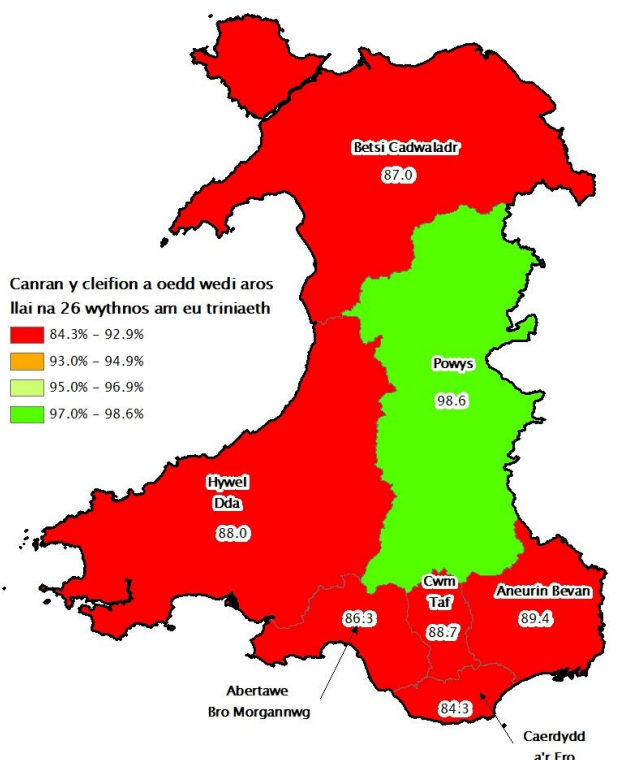 Betsi Cadwaladr
87.0
Canran y cleifion a oedd wedi aros
llai na 26 wythnos am eu triniaeth
84.3% - 92.9%
93.0% - 94.9%
95.0% - 96.9%
97.0% - 98.6%
Powys
98.6
Hywel
Dda
88.0
Cwm
Taf
88.7
Aneurin Bevan
89.4
86.3
Abertawe
Bro Morgannwg
84.3
Caerdydd
a'r Fro